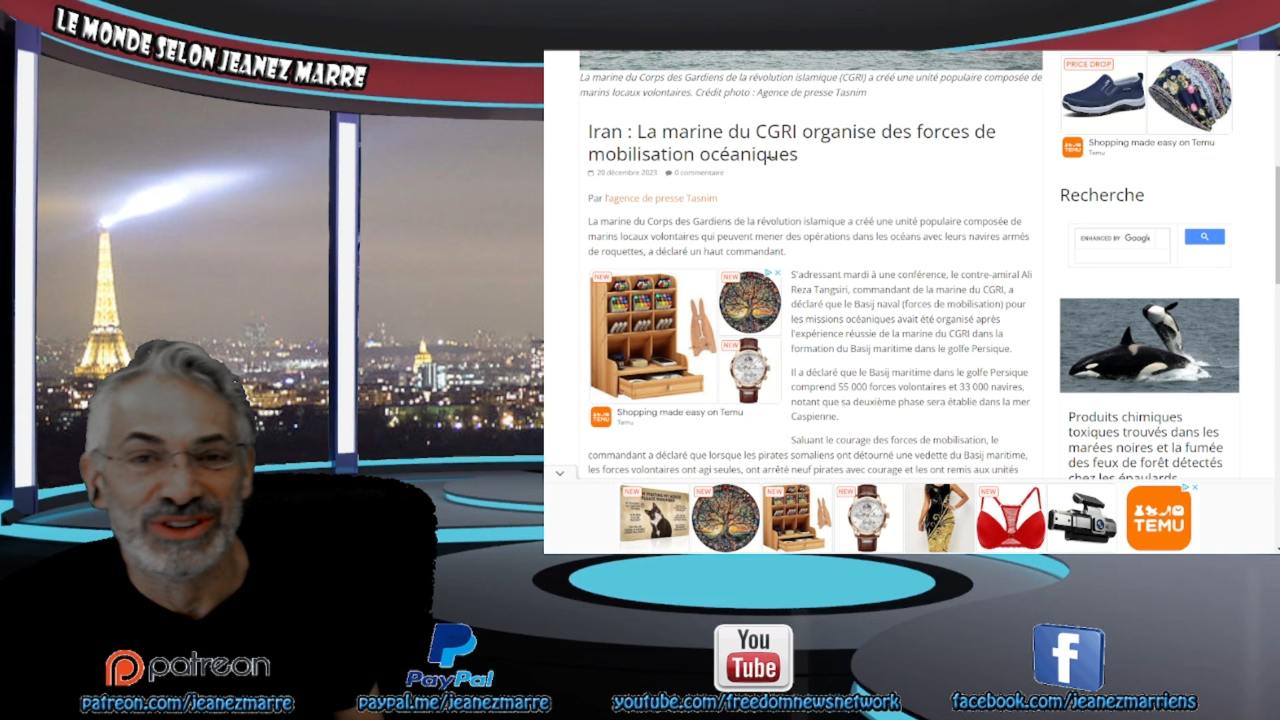 LE MONDE SELON JEANEZ MARRE
La marine du Corps des Gardiens de la révolution islamique (CGRI) a créé une unité populaire composée de
marins locaux volontaires. Crédit photo : Agence de presse Tasnim
Iran : La marine du CGRI organise des forces de
mobilisation océaniques
20 décembre 2023 0 commentaire
Par l'agence de presse Tasnim
La marine du Corps des Gardiens de la révolution islamique a créé une unité populaire composée de
marins locaux volontaires qui peuvent mener des opérations dans les océans avec leurs navires armés
de roquettes, a déclaré un haut commandant.
NEW
NEW
NEW
Shopping made easy on Temu
Temu
TEMU
S'adressant mardi à une conférence, le contre-amiral Ali
Reza Tangsiri, commandant de la marine du CGRI, a
déclaré que le Basij naval (forces de mobilisation) pour
les missions océaniques avait été organisé après
l'expérience réussie de la marine du CGRI dans la
formation du Basij maritime dans le golfe Persique.
Il a déclaré que le Basij maritime dans le golfe Persique
comprend 55 000 forces volontaires et 33 000 navires,
notant que sa deuxième phase sera établie dans la mer
Caspienne.
Saluant le courage des forces de mobilisation, le
commandant a déclaré que lorsque les pirates somaliens ont détourné une vedette du Basij maritime,
les forces volontaires ont agi seules, ont arrêté neuf pirates avec courage et les ont remis aux unités
PRICE DROP
Shopping made easy on Temu
Temu
Recherche
ENHANCED BY Google
Produits chimiques
toxiques trouvés dans les
marées noires et la fumée
des feux de forêt détectés
chez les épaulards
NEW
NEW
NEW
NEW
NEW
TEMU
patreon
patreon.com/jeanezmarre
PayPal
paypal.me/jeanezmarre
You
Tube
youtube.com/freedomnewsnetwork
f
facebook.com/jeanezmarriens